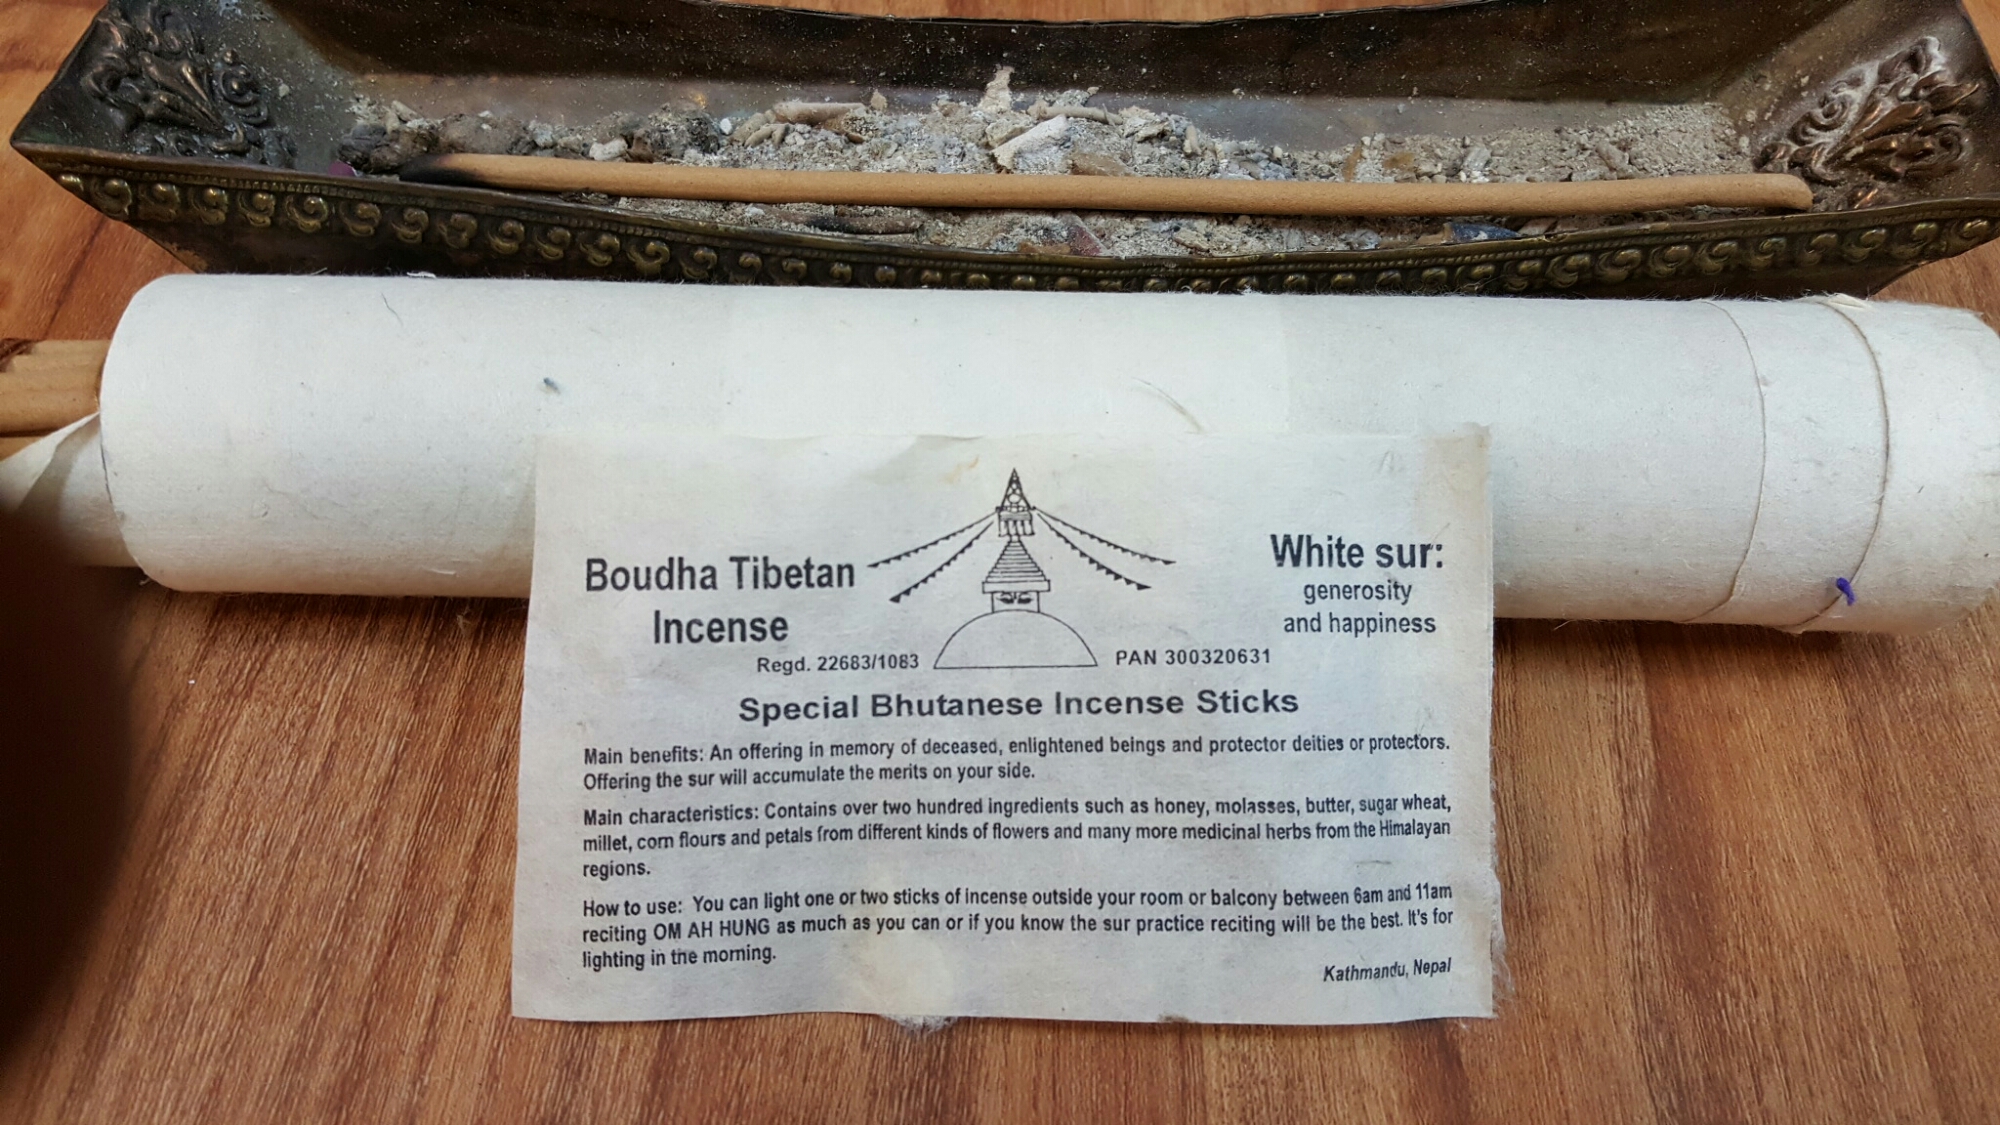 Boudha Tibetan
Incense
White sur:
generosity
and happiness
Regd. 22683/1083
PAN 300320631
Special Bhutanese Incense Sticks
Main benefits: An offering in memory of deceased, enlightened beings and protector deities or protectors.
Offering the sur will accumulate the merits on your side.
Main characteristics: Contains over two hundred ingredients such as honey, molasses, butter, sugar wheat,
millet, corn flours and petals from different kinds of flowers and many more medicinal herbs from the Himalayan
regions.
How to use: You can light one or two sticks of incense outside your room or balcony between 6am and 11am
reciting OM AH HUNG as much as you can or if you know the sur practice reciting will be the best. It's for
lighting in the morning.
Kathmandu, Nepal